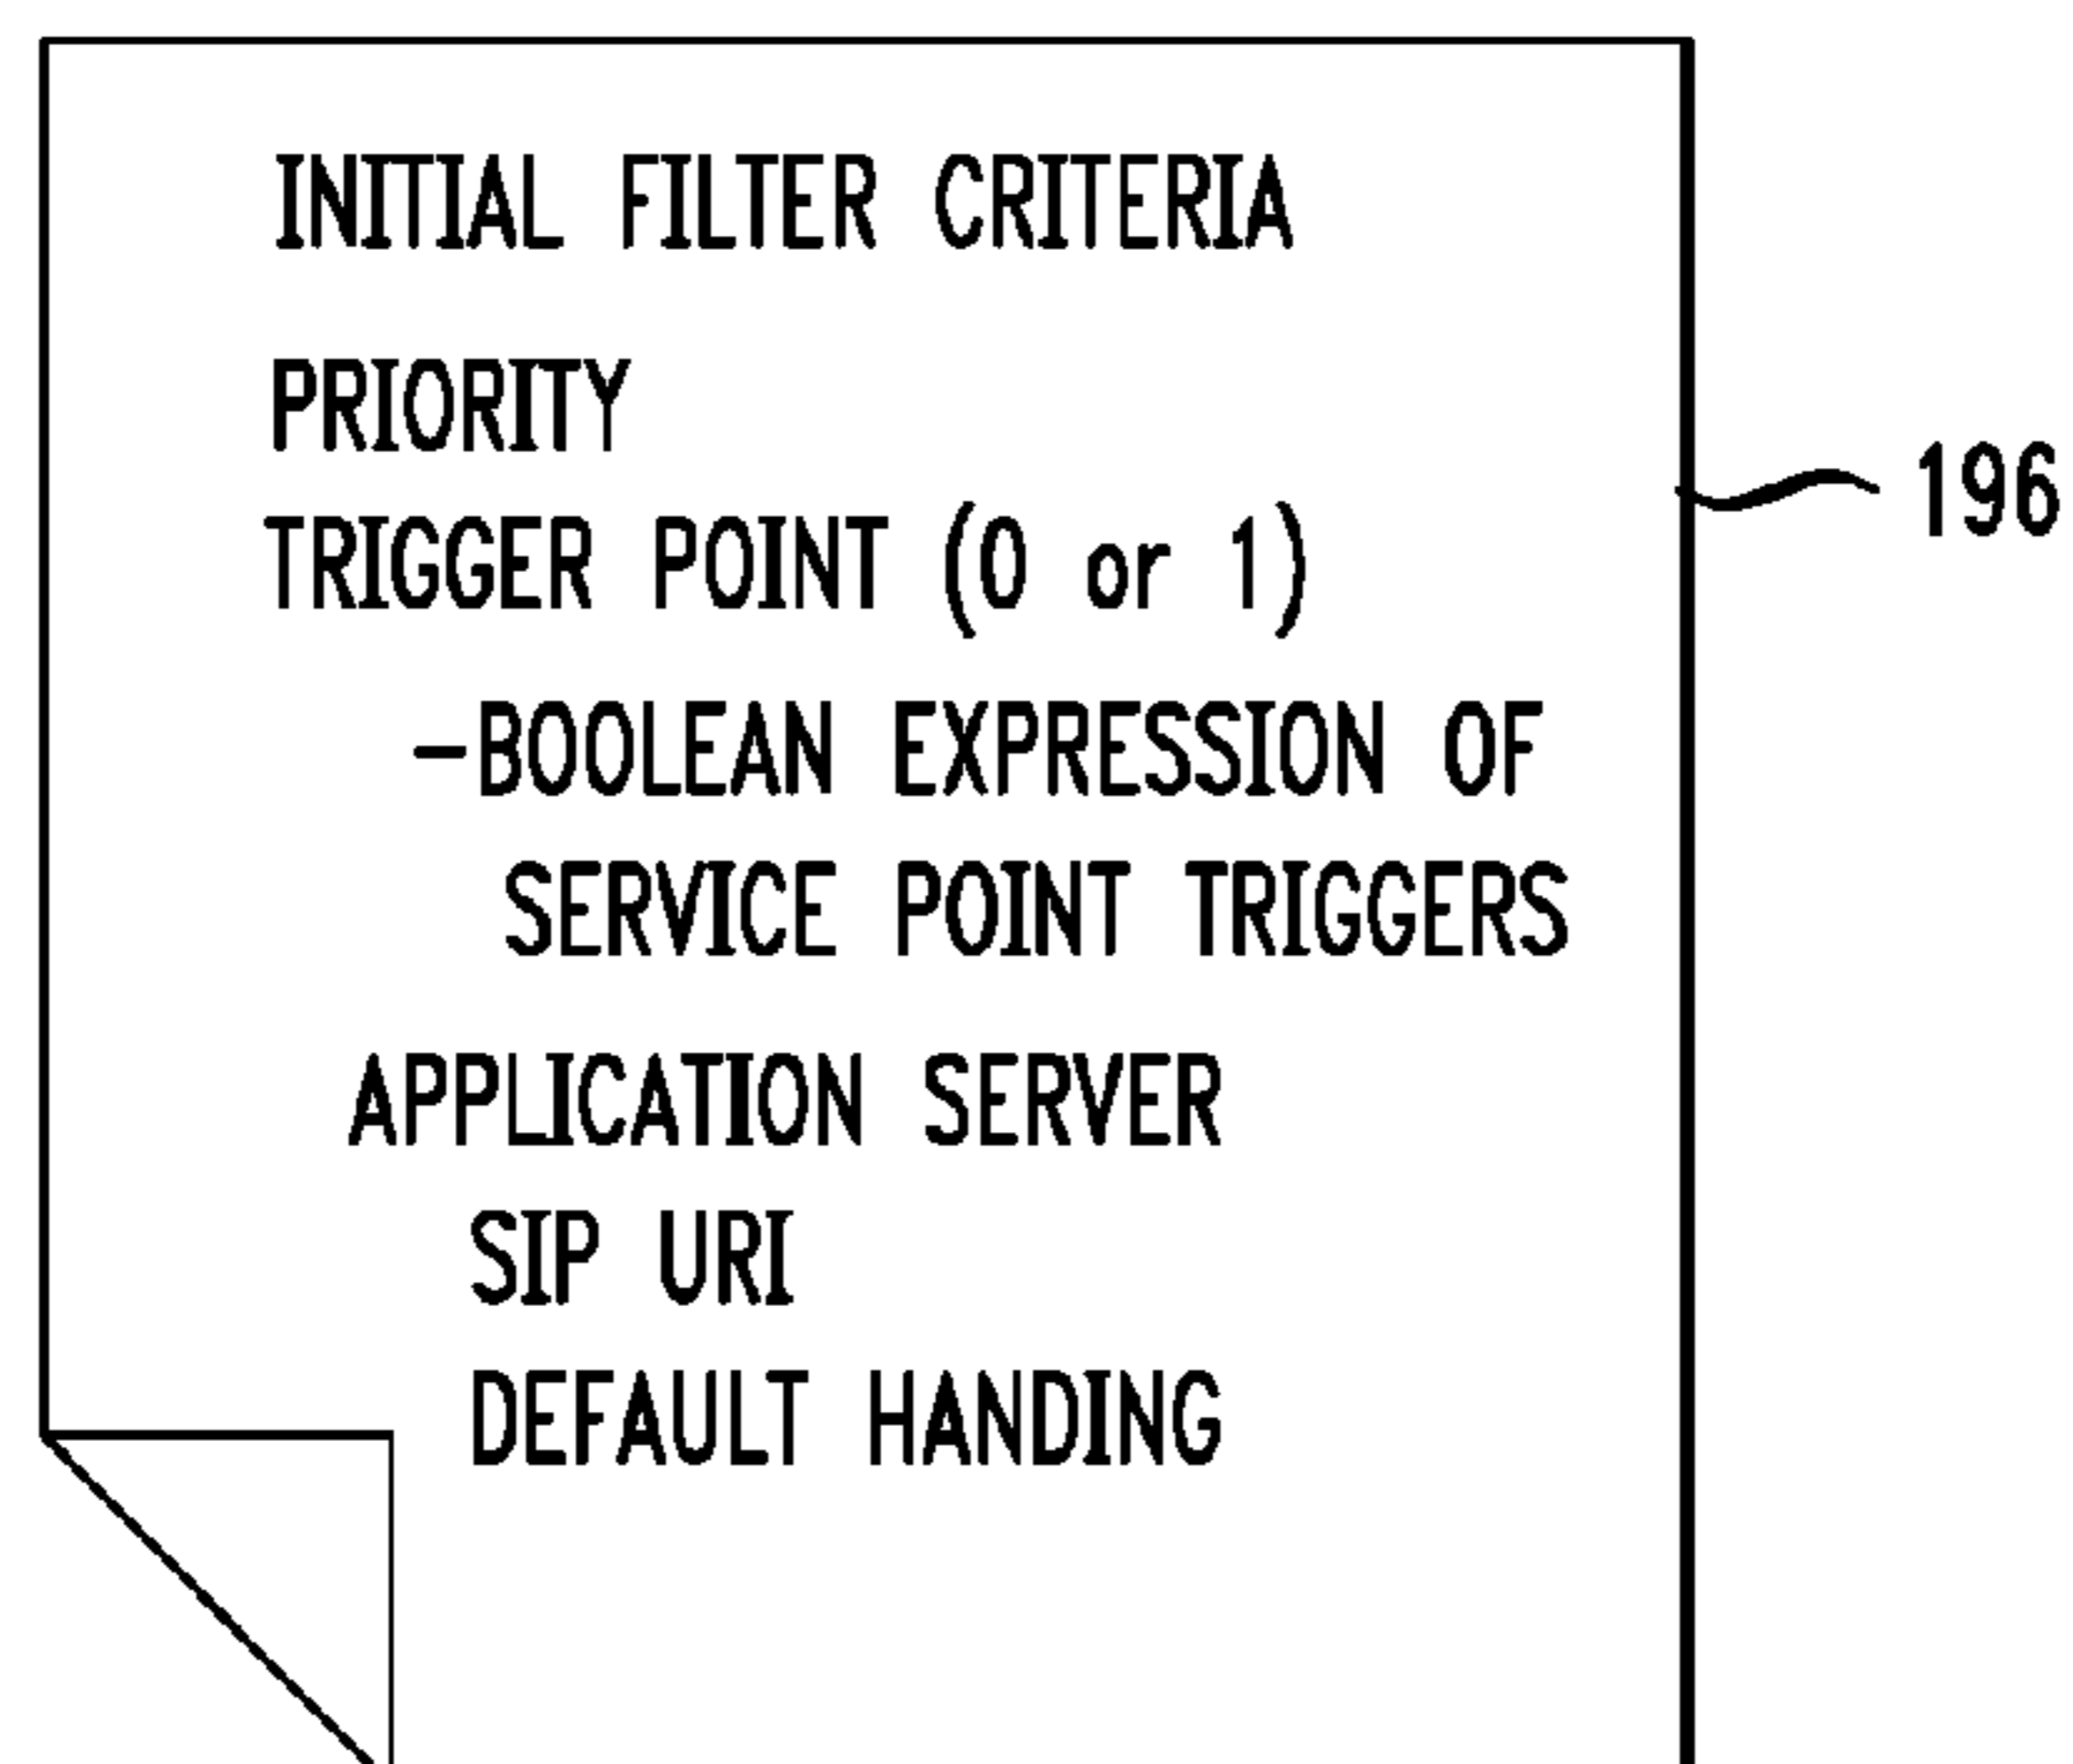 INITIAL FILTER CRITERIA
PRIORITY
196
TRIGGER POINT (0 or 1)
-BOOLEAN EXPRESSION OF
SERVICE POINT TRIGGERS
APPLICATION SERVER
SIP URI
DEFAULT HANDING